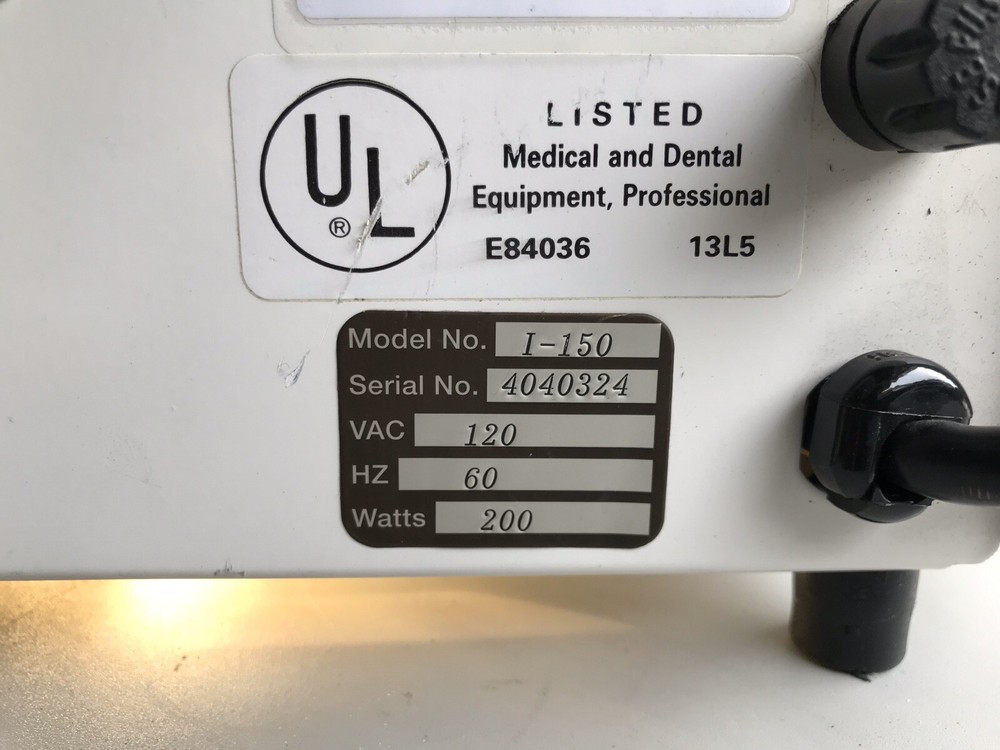 UL
®
LISTED
Medical and Dental
Equipment, Professional
E84036 13L5
Model No. I-150
Serial No. 4040324
VAC 120
HZ 60
Watts 200